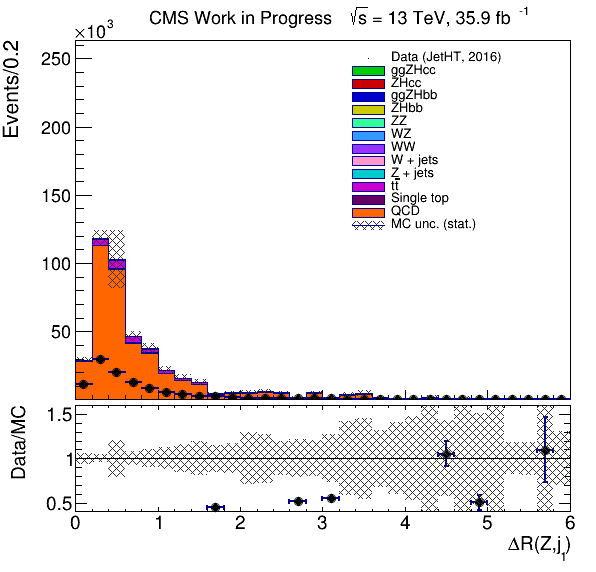 CMS Work in Progress √s = 13 TeV, 35.9 fb⁻¹
×10³
Events/0.2
250
200
150
100
50
0
Data (JetHT, 2016)
ggZHcc
ZHcc
ggZHbb
ZHbb
ZZ
WZ
WW
W + jets
Z + jets
tt̅
Single top
QCD
MC unc. (stat.)
Data/MC
1.5
1
0.5
0 1 2 3 4 5 6
ΔR(Z,j₁)